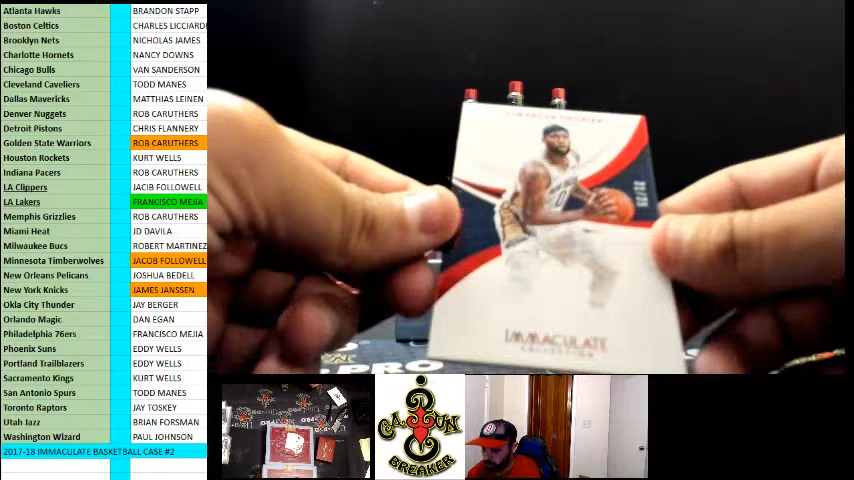 Atlanta Hawks BRANDON STAPP
Boston Celtics CHARLES LICCIARDI
Brooklyn Nets NICHOLAS JAMES
Charlotte Hornets NANCY DOWNS
Chicago Bulls VAN SANDERSON
Cleveland Caveliers TODD MANES
Dallas Mavericks MATTHIAS LEINEN
Denver Nuggets ROB CARUTHERS
Detroit Pistons CHRIS FLANNERY
Golden State Warriors ROB CARUTHERS
Houston Rockets KURT WELLS
Indiana Pacers ROB CARUTHERS
LA Clippers JACIB FOLLOWELL
LA Lakers FRANCISCO MEJIA
Memphis Grizzlies ROB CARUTHERS
Miami Heat JD DAVILA
Milwaukee Bucs ROBERT MARTINEZ
Minnesota Timberwolves JACOB FOLLOWELL
New Orleans Pelicans JOSHUA BEDELL
New York Knicks JAMES JANSSEN
Okla City Thunder JAY BERGER
Orlando Magic DAN EGAN
Philadelphia 76ers FRANCISCO MEJIA
Phoenix Suns EDDY WELLS
Portland Trailblazers EDDY WELLS
Sacramento Kings KURT WELLS
San Antonio Spurs TODD MANES
Toronto Raptors JAY TOSKEY
Utah Jazz BRIAN FORSMAN
Washington Wizard PAUL JOHNSON
2017-18 IMMACULATE BASKETBALL CASE #2
IMMACULATE
COLLECTION
PRO
CAJUN
BREAKER